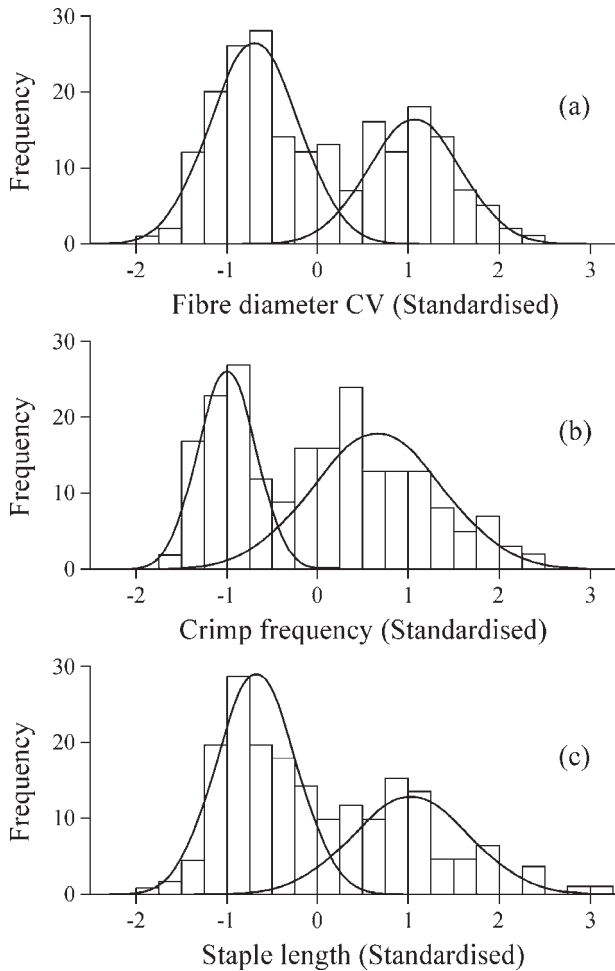 30
20
10
0
Frequency
(a)
-2 -1 0 1 2 3
Fibre diameter CV (Standardised)
30
20
10
0
Frequency
(b)
-2 -1 0 1 2 3
Crimp frequency (Standardised)
30
20
10
0
Frequency
(c)
-2 -1 0 1 2 3
Staple length (Standardised)